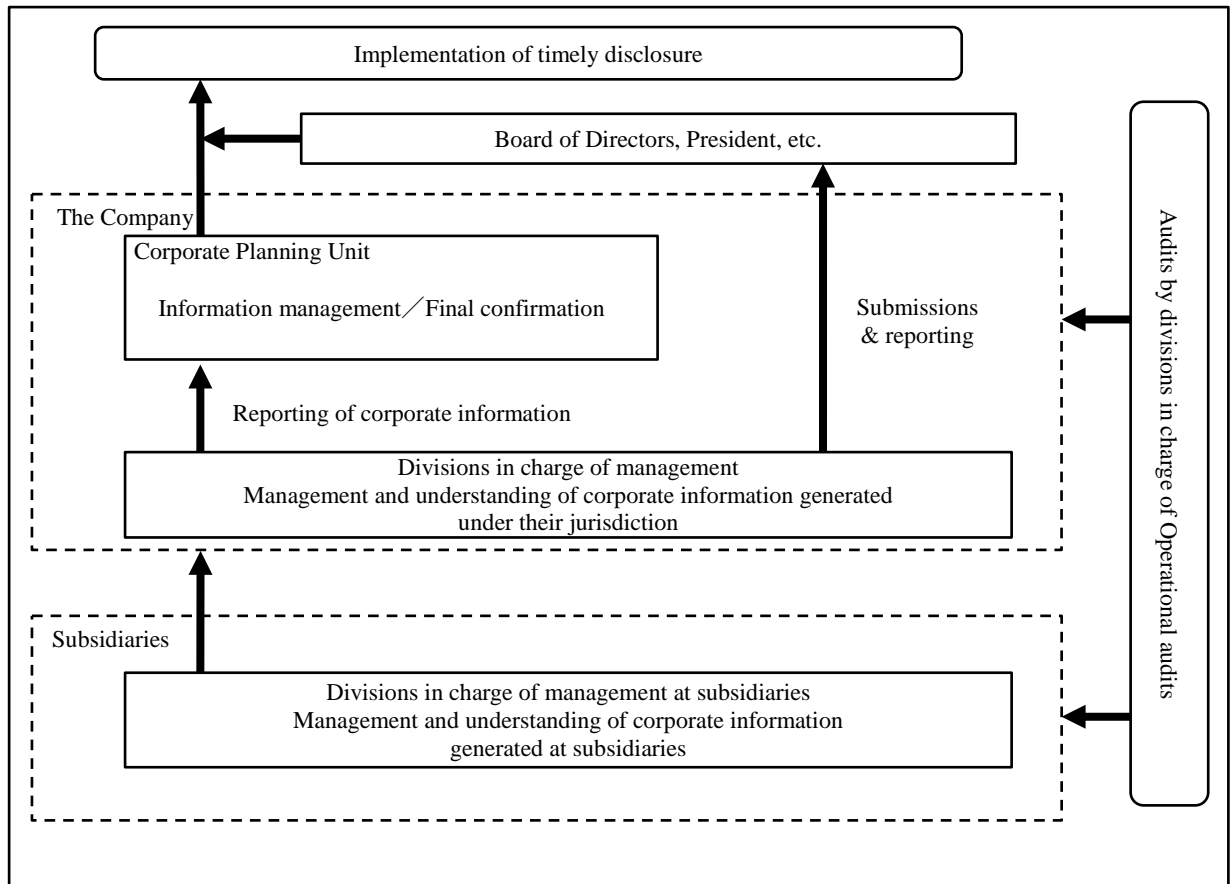 Implementation of timely disclosure
Board of Directors, President, etc.
The Company
Corporate Planning Unit
Information management／Final confirmation
Submissions
& reporting
Reporting of corporate information
Divisions in charge of management
Management and understanding of corporate information generated
under their jurisdiction
Subsidiaries
Divisions in charge of management at subsidiaries
Management and understanding of corporate information
generated at subsidiaries
Audits by divisions in charge of Operational audits